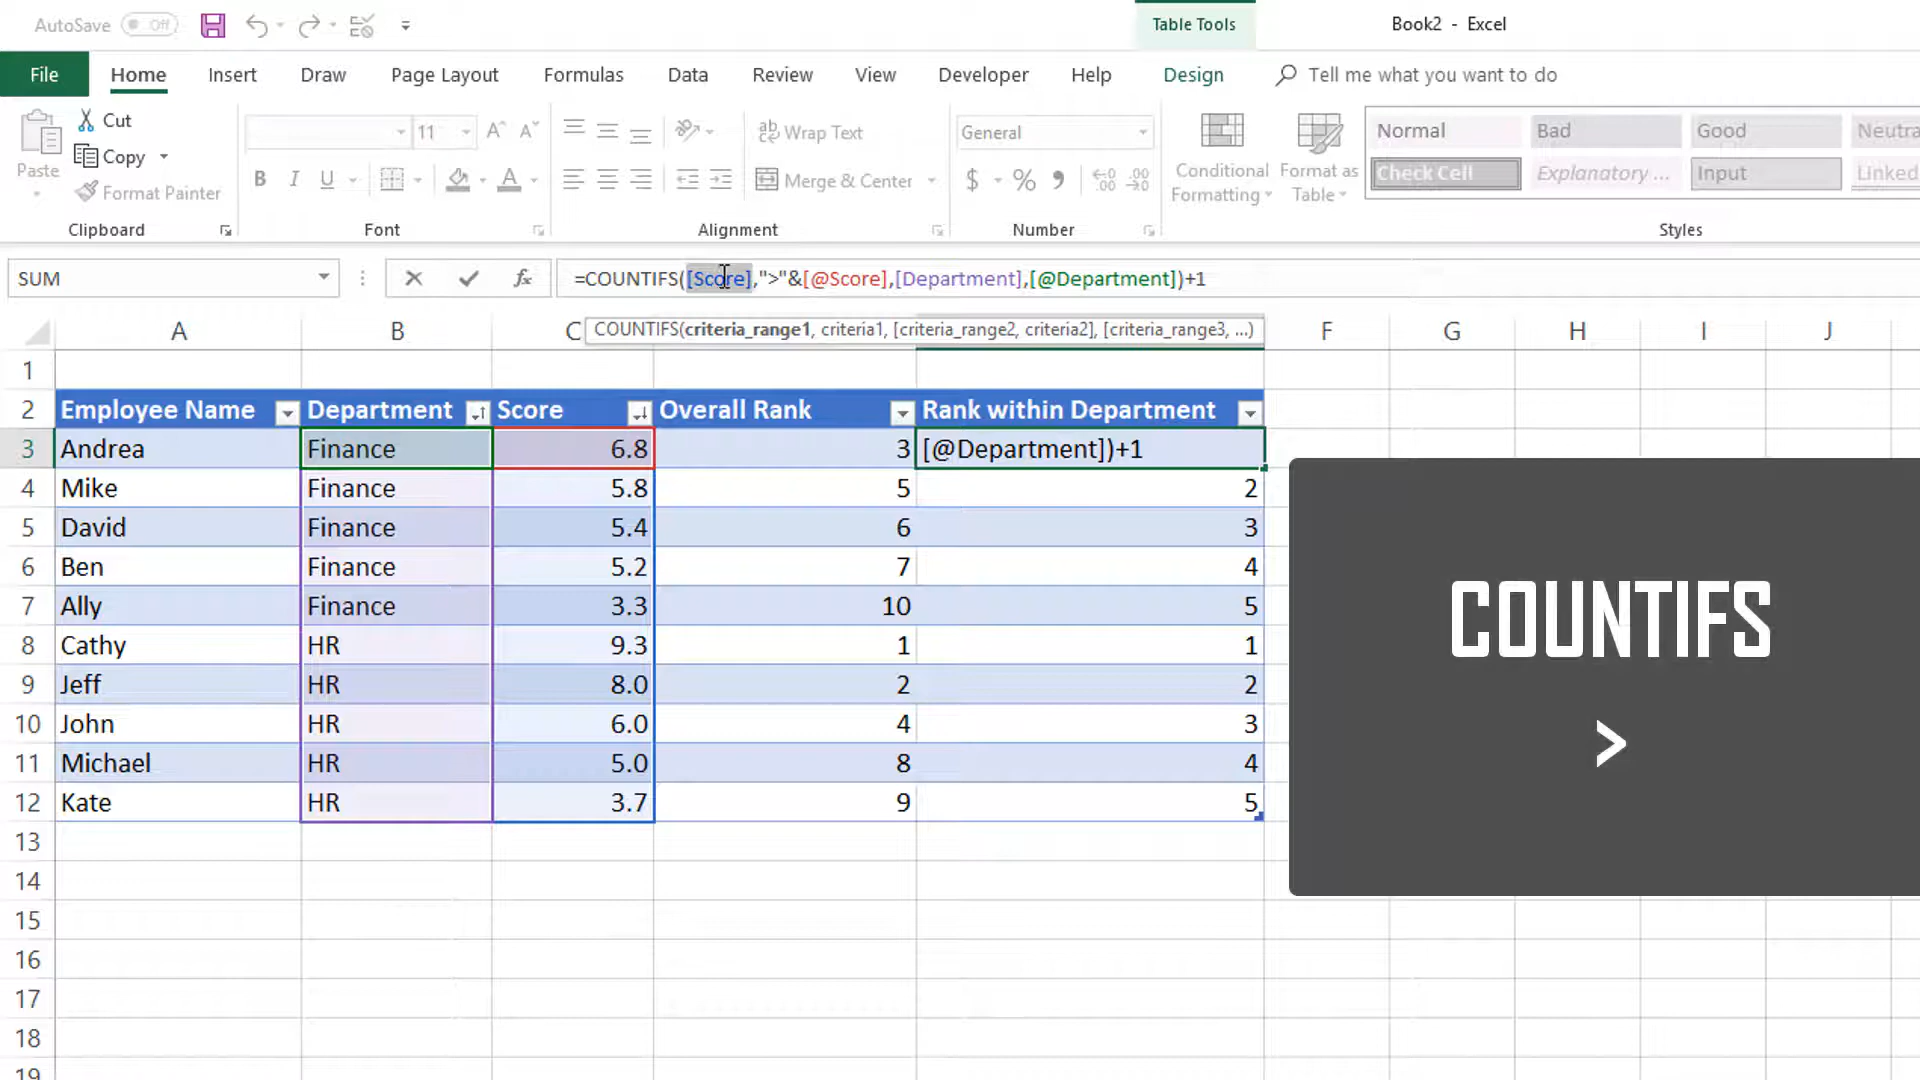 AutoSave Off Table Tools Book2 - Excel
File Home Insert Draw Page Layout Formulas Data Review View Developer Help Design Tell me what you want to do
Cut
Copy
Format Painter
Paste
Clipboard
11
B I U
Font
Wrap Text
Merge & Center
Alignment
General
$ % ,
Number
Conditional Formatting
Format as Table
Normal Bad Good
Check Cell Explanatory ... Input Linked
Styles
SUM fx =COUNTIFS([Score],">"&[@Score],[Department],[@Department])+1
COUNTIFS(criteria_range1, criteria1, [criteria_range2, criteria2], [criteria_range3, ...)
A B C F G H I J
1
2 Employee Name Department Score Overall Rank Rank within Department
3 Andrea Finance 6.8 3 [@Department])+1
4 Mike Finance 5.8 5 2
5 David Finance 5.4 6 3
6 Ben Finance 5.2 7 4
7 Ally Finance 3.3 10 5
8 Cathy HR 9.3 1 1
9 Jeff HR 8.0 2 2
10 John HR 6.0 4 3
11 Michael HR 5.0 8 4
12 Kate HR 3.7 9 5
13
14
15
16
17
18
19
COUNTIFS
>